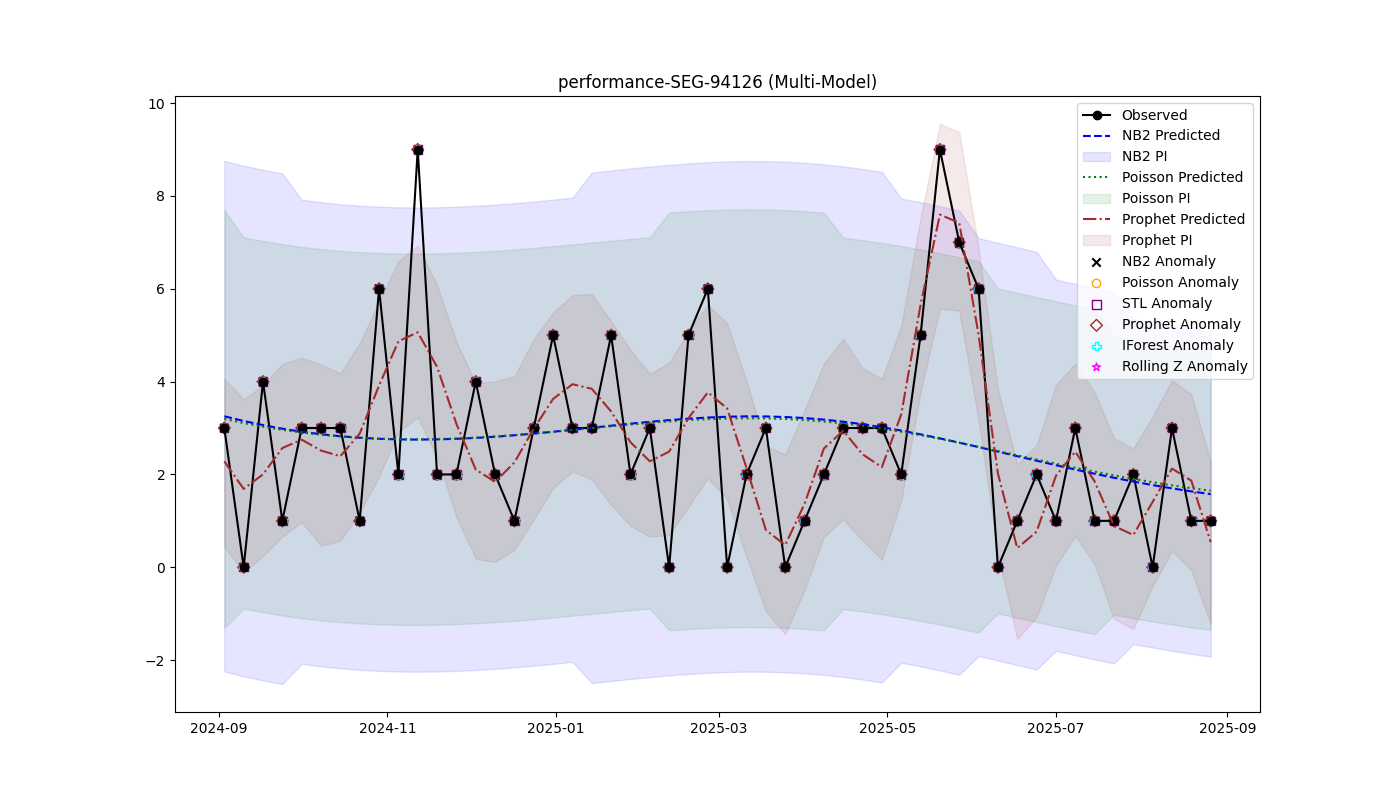 performance-SEG-94126 (Multi-Model)
10
8
6
4
2
0
−2
2024-09
2024-11
2025-01
2025-03
2025-05
2025-07
2025-09
Observed
NB2 Predicted
NB2 PI
Poisson Predicted
Poisson PI
Prophet Predicted
Prophet PI
NB2 Anomaly
Poisson Anomaly
STL Anomaly
Prophet Anomaly
IForest Anomaly
Rolling Z Anomaly